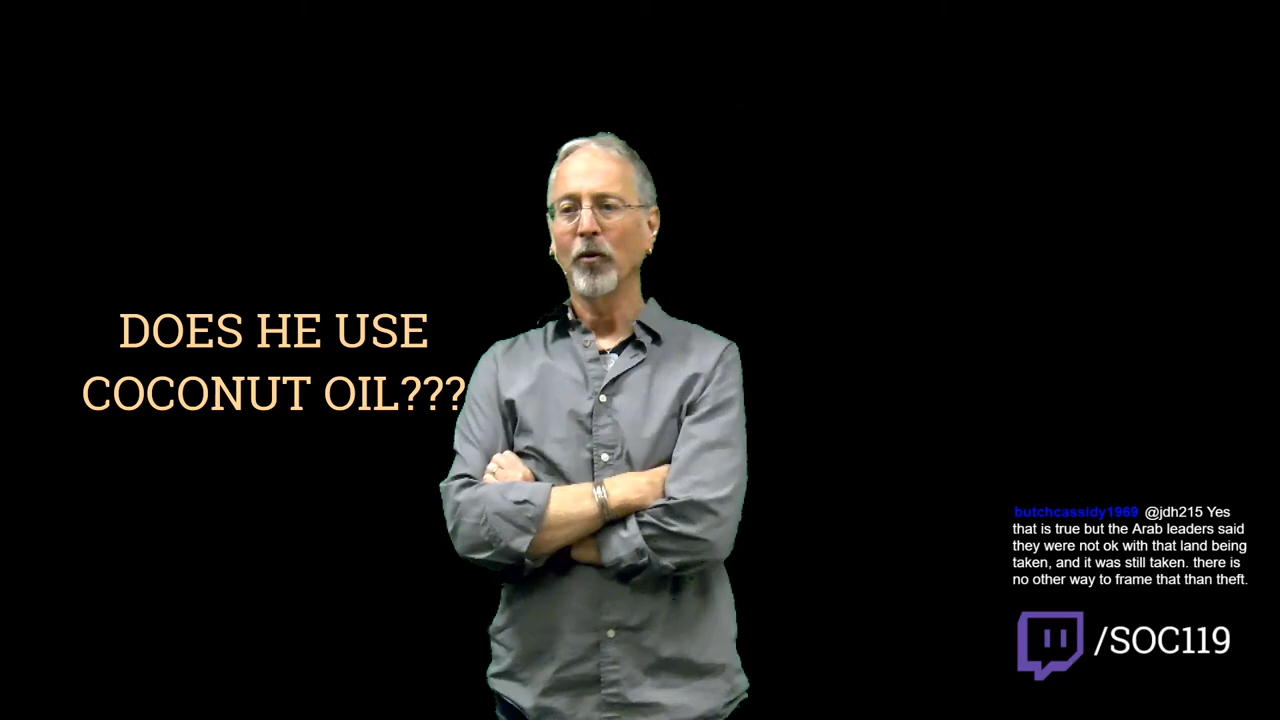 DOES HE USE
COCONUT OIL???
butchcassidy1969 @jdh215 Yes
that is true but the Arab leaders said
they were not ok with that land being
taken, and it was still taken. there is
no other way to frame that than theft.
/SOC119